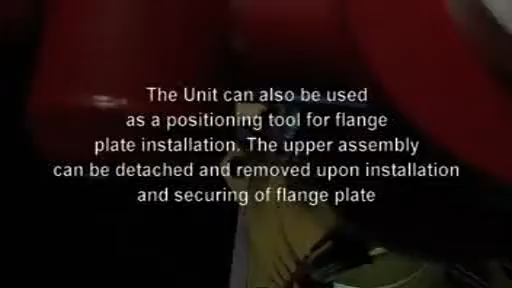 The Unit can also be used
as a positioning tool for flange
plate installation. The upper assembly
can be detached and removed upon installation
and securing of flange plate